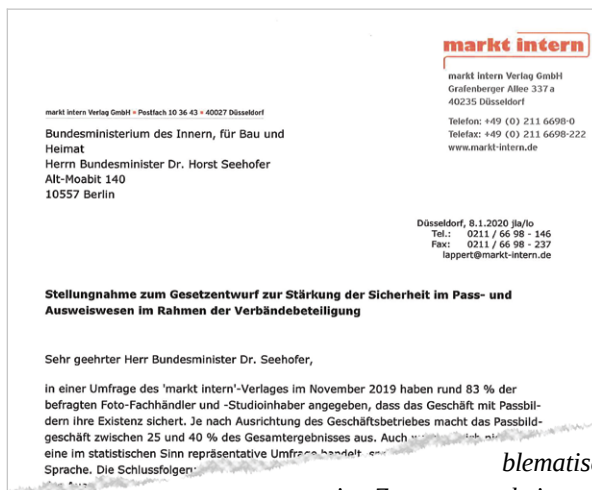 markt intern
markt intern Verlag GmbH
Grafenberger Allee 337 a
40235 Düsseldorf
Telefon: +49 (0) 211 6698-0
Telefax: +49 (0) 211 6698-222
www.markt-intern.de
markt intern Verlag GmbH • Postfach 10 36 43 • 40027 Düsseldorf
Bundesministerium des Innern, für Bau und
Heimat
Herrn Bundesminister Dr. Horst Seehofer
Alt-Moabit 140
10557 Berlin
Düsseldorf, 8.1.2020 jla/lo
Tel.: 0211 / 66 98 - 146
Fax: 0211 / 66 98 - 237
lappert@markt-intern.de
Stellungnahme zum Gesetzentwurf zur Stärkung der Sicherheit im Pass- und
Ausweiswesen im Rahmen der Verbändebeteiligung
Sehr geehrter Herr Bundesminister Dr. Seehofer,
in einer Umfrage des 'markt intern'-Verlages im November 2019 haben rund 83 % der
befragten Foto-Fachhändler und -Studioinhaber angegeben, dass das Geschäft mit Passbil-
dern ihre Existenz sichert. Je nach Ausrichtung des Geschäftsbetriebes macht das Passbild-
geschäft zwischen 25 und 40 % des Gesamtergebnisses aus. Auch
eine im statistischen Sinn repräsentative Umfrage handelt,
Sprache. Die
blematis